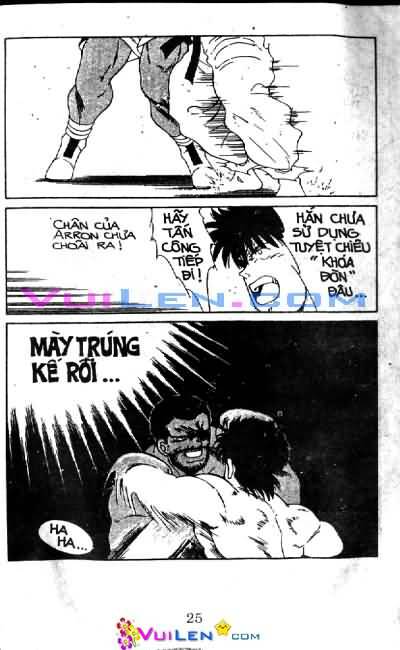 HẮN CHƯA
SỬ DỤNG
TUYỆT CHIÊU
"KHÓA
ĐÒN"
ĐÂU...
HÃY
TẤN
CÔNG
TIẾP
ĐI!
CHÂN CỦA
ARRON CHƯA
CHOÃI RA!
VUILEN.COM
MÀY TRÚNG
KẾ RỒI ...
HA
HA...
25
VUILEN.COM